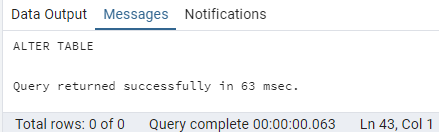 Data Output Messages Notifications
ALTER TABLE
Query returned successfully in 63 msec.
Total rows: 0 of 0 Query complete 00:00:00.063 Ln 43, Col 1